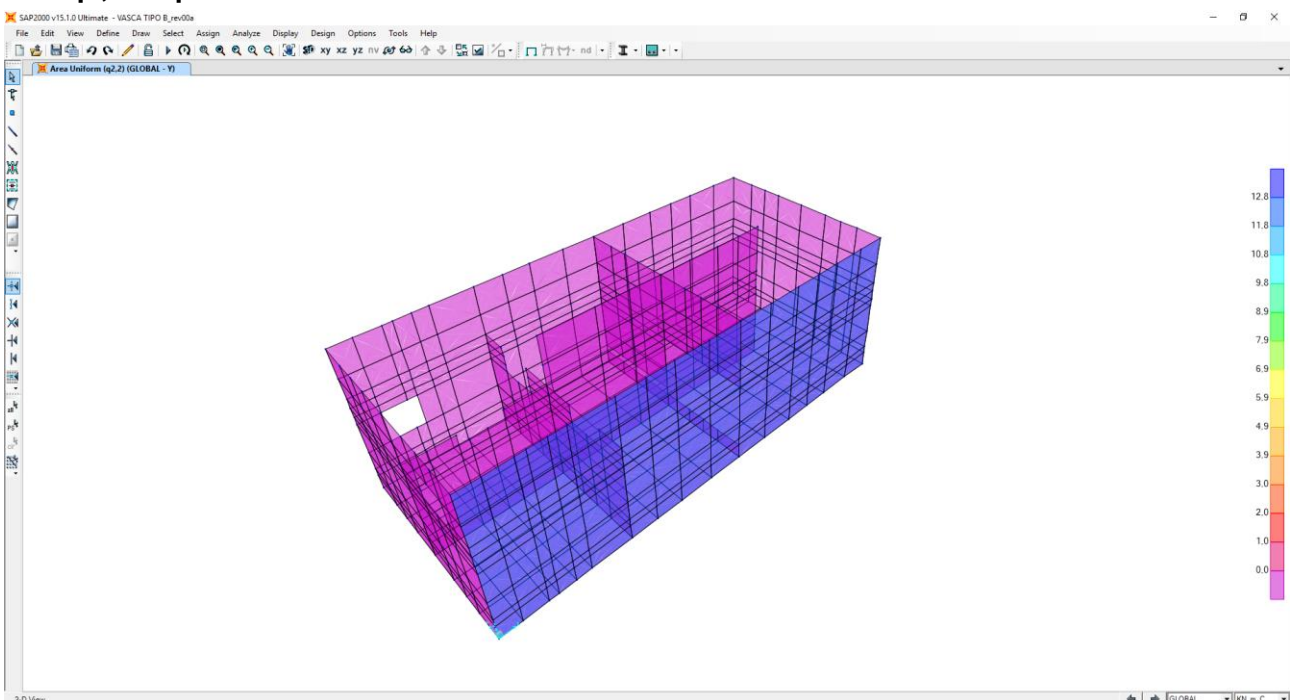 SAP2000 v15.1.0 Ultimate - VASCA TIPO B_rev00a
File Edit View Define Draw Select Assign Analyze Display Design Options Tools Help
xy xz yz nv nd
Area Uniform (q2,2) (GLOBAL - Y)
12.8
11.8
10.8
9.8
8.9
7.9
6.9
5.9
4.9
3.9
3.0
2.0
1.0
0.0
3-D View
GLOBAL